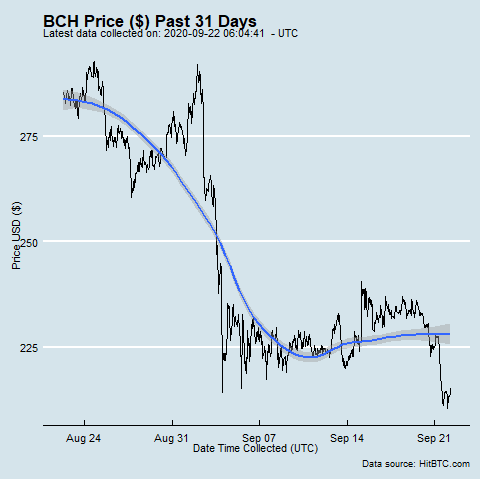 BCH Price ($) Past 31 Days
Latest data collected on: 2020-09-22 06:04:41 - UTC
275
250
225
Price USD ($)
Aug 24 Aug 31 Sep 07 Sep 14 Sep 21
Date Time Collected (UTC)
Data source: HitBTC.com